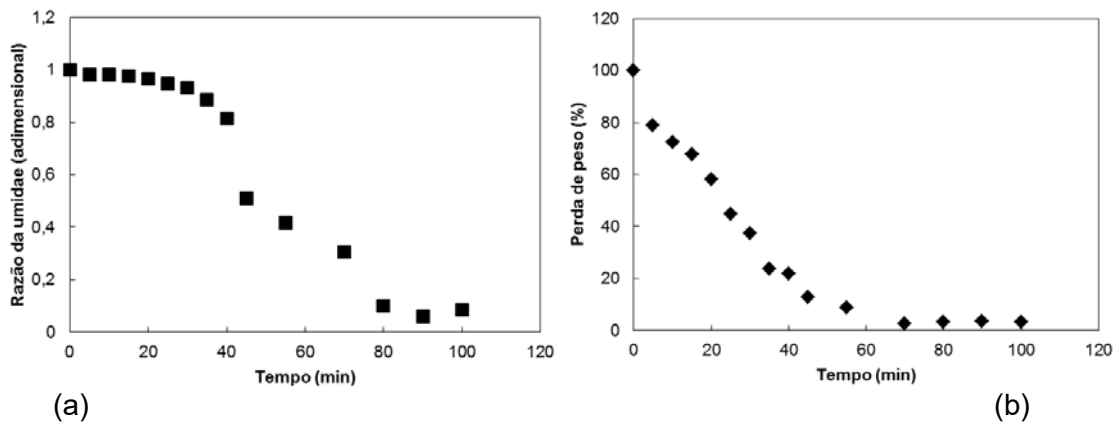 1,2
1
0,8
0,6
0,4
0,2
0
Razão da umidae (adimensional)
0 20 40 60 80 100 120
Tempo (min)
(a)
120
100
80
60
40
20
0
Perda de peso (%)
0 20 40 60 80 100 120
Tempo (min)
(b)